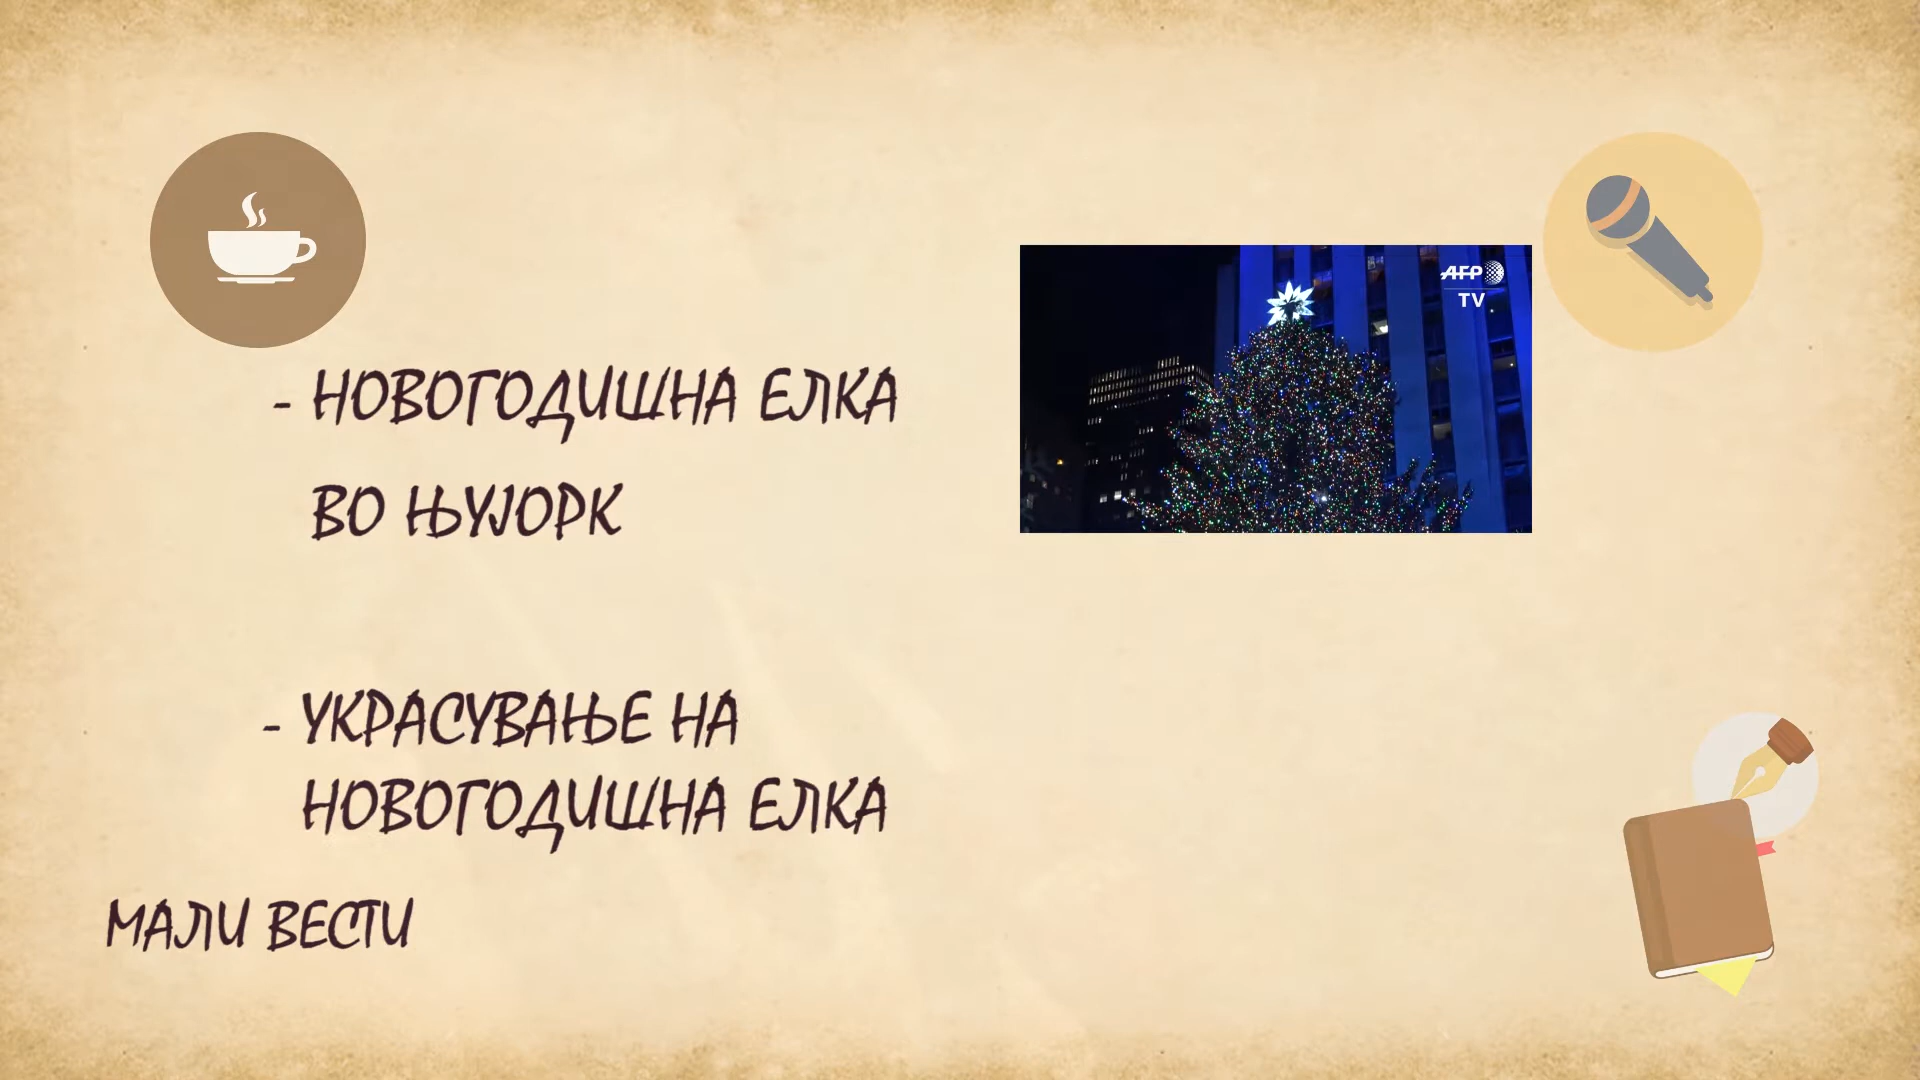 - НОВОГОДИШНА ЕЛКА
ВО ЊУЈОРК
AFP
TV
- УКРАСУВАЊЕ НА
НОВОГОДИШНА ЕЛКА
МАЛИ ВЕСТИ